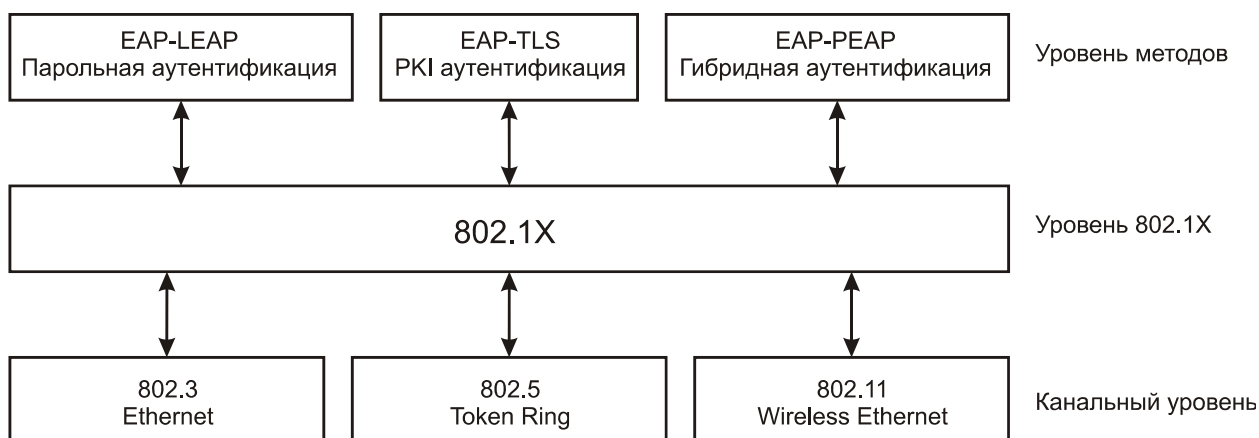 EAP-LEAP
Парольная аутентификация
EAP-TLS
PKI аутентификация
EAP-PEAP
Гибридная аутентификация
Уровень методов
802.1X
Уровень 802.1X
802.3
Ethernet
802.5
Token Ring
802.11
Wireless Ethernet
Канальный уровень